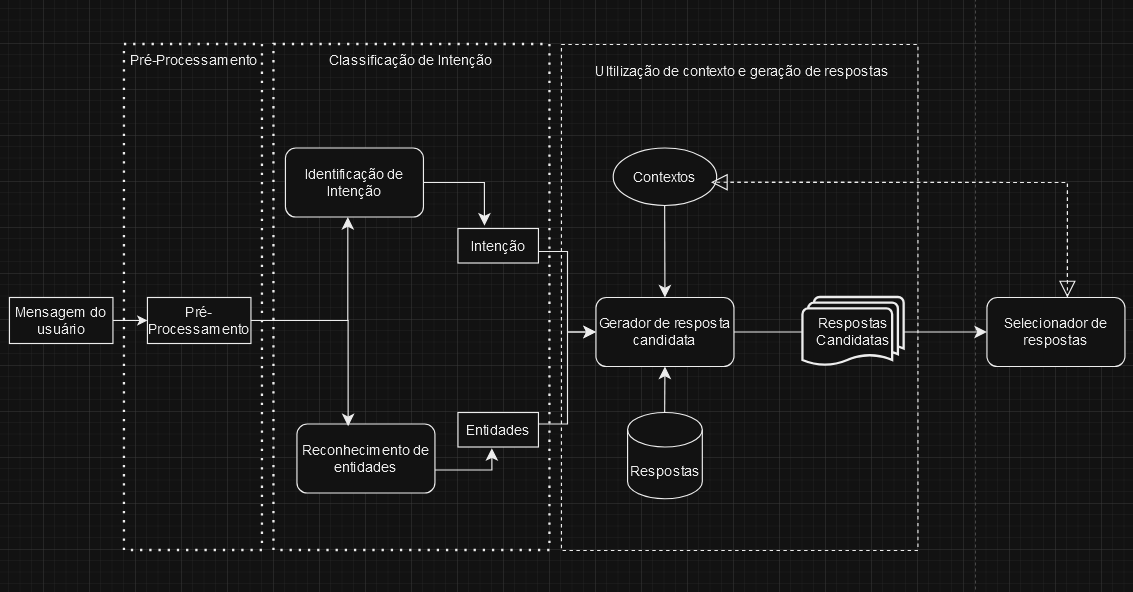 Pré-Processamento
Classificação de Intenção
Ultilização de contexto e geração de respostas
Identificação de
Intenção
Contextos
Intenção
Mensagem do
usuário
Pré-
Processamento
Gerador de resposta
candidata
Respostas
Candidatas
Selecionador de
respostas
Entidades
Reconhecimento de
entidades
Respostas